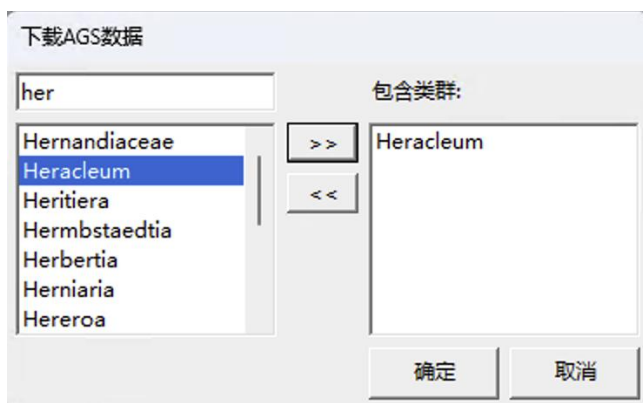 下载AGS数据
her
包含类群:
Hernandiaceae
Heracleum
Heritiera
Hermbstaedtia
Herbertia
Herniaria
Hereroa
>>
<<
Heracleum
确定
取消